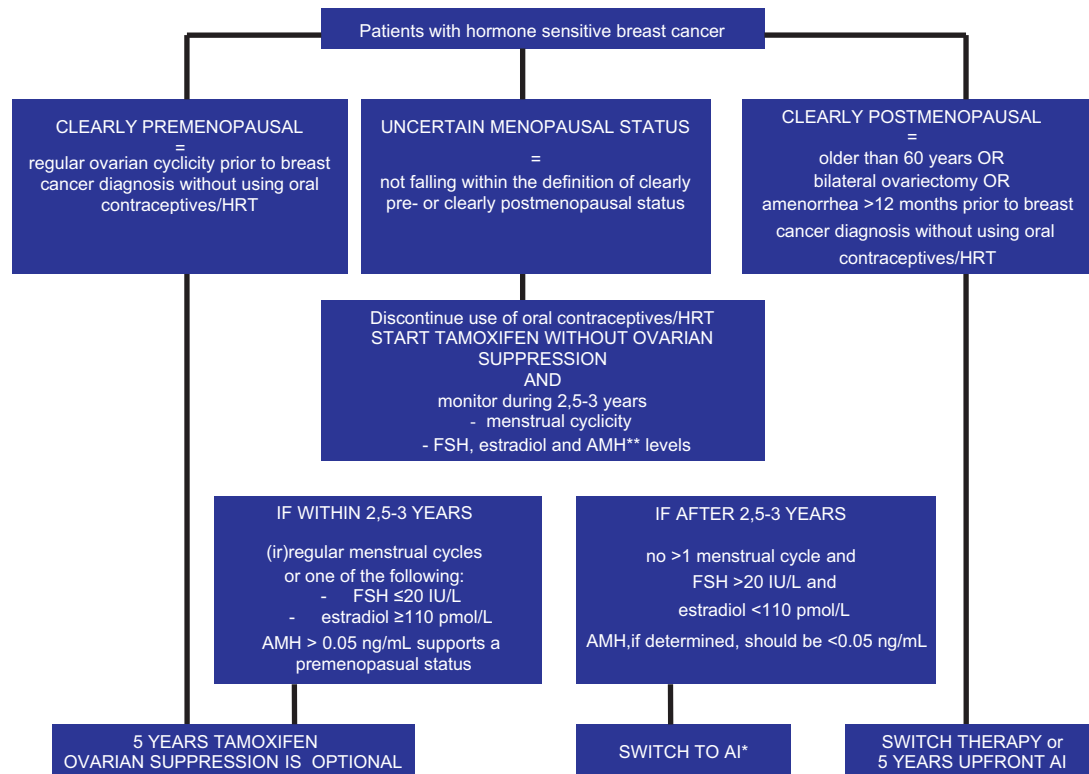 Patients with hormone sensitive breast cancer
CLEARLY PREMENOPAUSAL
=
regular ovarian cyclicity prior to breast
cancer diagnosis without using oral
contraceptives/HRT
UNCERTAIN MENOPAUSAL STATUS
=
not falling within the definition of clearly
pre- or clearly postmenopausal status
CLEARLY POSTMENOPAUSAL
=
older than 60 years OR
bilateral ovariectomy OR
amenorrhea >12 months prior to breast
cancer diagnosis without using oral
contraceptives/HRT
Discontinue use of oral contraceptives/HRT
START TAMOXIFEN WITHOUT OVARIAN
SUPPRESSION
AND
monitor during 2,5-3 years
- menstrual cyclicity
- FSH, estradiol and AMH** levels
IF WITHIN 2,5-3 YEARS
(ir)regular menstrual cycles
or one of the following:
- FSH ≤20 IU/L
- estradiol ≥110 pmol/L
AMH > 0.05 ng/mL supports a
premenopasual status
IF AFTER 2,5-3 YEARS
no >1 menstrual cycle and
FSH >20 IU/L and
estradiol <110 pmol/L
AMH,if determined, should be <0.05 ng/mL
5 YEARS TAMOXIFEN
OVARIAN SUPPRESSION IS OPTIONAL
SWITCH TO AI*
SWITCH THERAPY or
5 YEARS UPFRONT AI